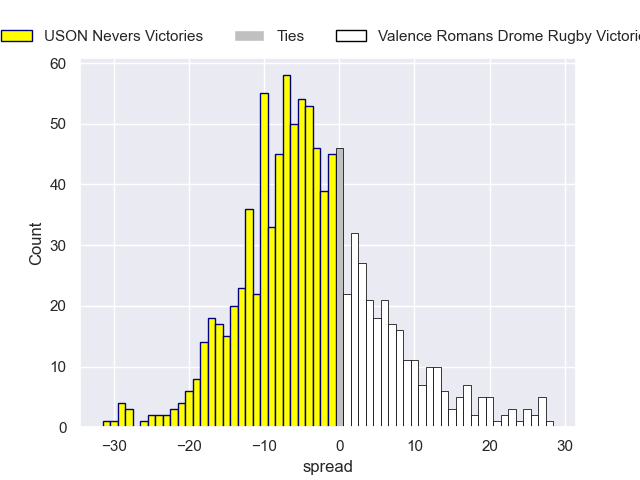 USON Nevers Victories Ties Valence Romans Drome Rugby Victorie
60
50
40
30
20
10
0
Count
−30 −20 −10 0 10 20 30
spread